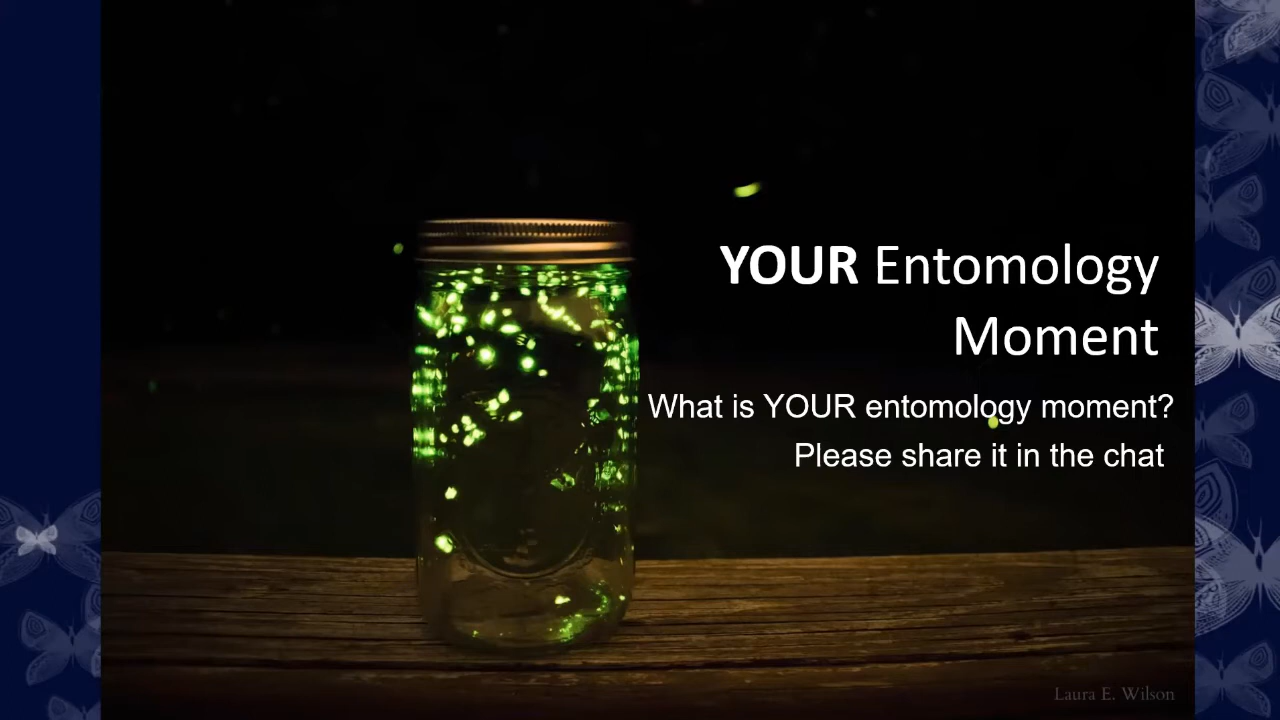 YOUR Entomology
Moment
What is YOUR entomology moment?
Please share it in the chat
Laura E. Wilson